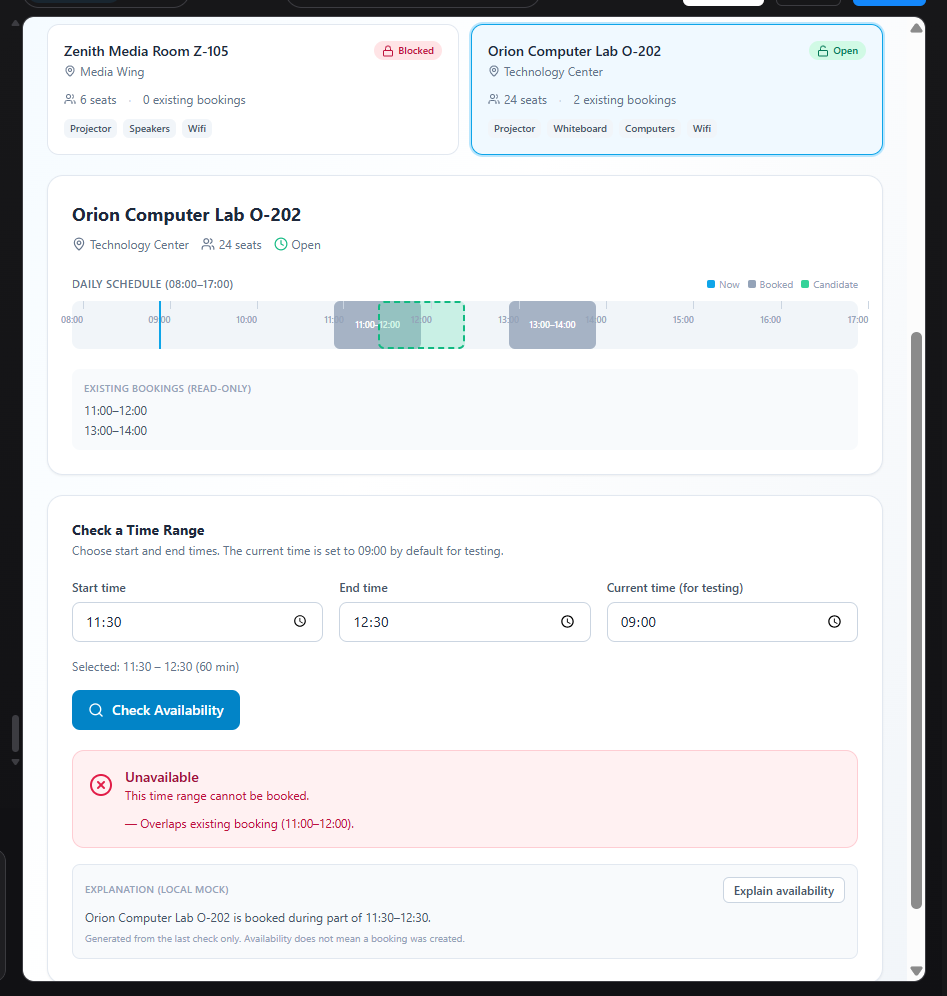 Zenith Media Room Z-105
Blocked
Media Wing
6 seats · 0 existing bookings
Projector Speakers Wifi
Orion Computer Lab O-202
Open
Technology Center
24 seats · 2 existing bookings
Projector Whiteboard Computers Wifi
Orion Computer Lab O-202
Technology Center 24 seats Open
DAILY SCHEDULE (08:00–17:00)
Now Booked Candidate
08:00 09:00 10:00 11:00 12:00 13:00 14:00 15:00 16:00 17:00
11:00–12:00 13:00–14:00
EXISTING BOOKINGS (READ-ONLY)
11:00–12:00
13:00–14:00
Check a Time Range
Choose start and end times. The current time is set to 09:00 by default for testing.
Start time End time Current time (for testing)
11:30 12:30 09:00
Selected: 11:30 – 12:30 (60 min)
Check Availability
Unavailable
This time range cannot be booked.
— Overlaps existing booking (11:00–12:00).
EXPLANATION (LOCAL MOCK)
Explain availability
Orion Computer Lab O-202 is booked during part of 11:30–12:30.
Generated from the last check only. Availability does not mean a booking was created.